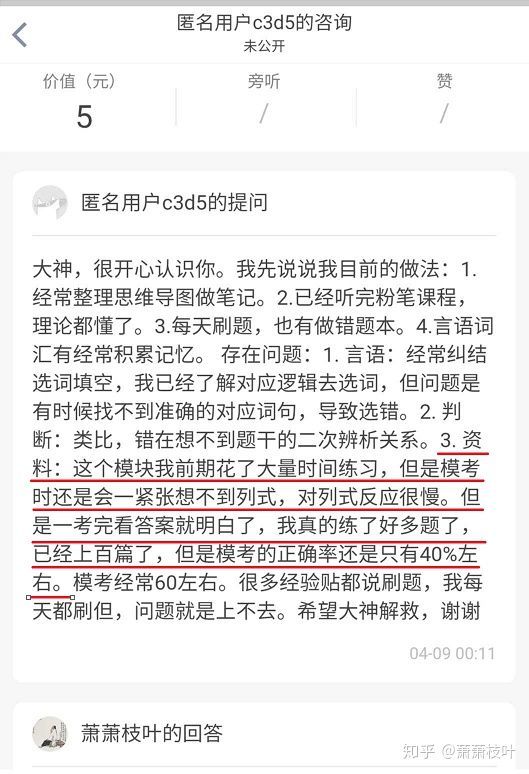 匿名用户c3d5的咨询
未公开
价值（元）
旁听
赞
5
/
/
匿名用户c3d5的提问
大神，很开心认识你。我先说说我目前的做法：1.
经常整理思维导图做笔记。2.已经听完粉笔课程，
理论都懂了。3.每天刷题，也有做错题本。4.言语词
汇有经常积累记忆。 存在问题：1. 言语：经常纠结
选词填空，我已经了解对应逻辑去选词，但问题是
有时候找不到准确的对应词句，导致选错。2. 判
断：类比，错在想不到题干的二次辨析关系。3. 资
料：这个模块我前期花了大量时间练习，但是模考
时还是会一紧张想不到列式，对列式反应很慢。但
是一考完看答案就明白了，我真的练了好多题了，
已经上百篇了，但是模考的正确率还是只有40%左
右。模考经常60左右。很多经验贴都说刷题，我每
天都刷但，问题就是上不去。希望大神解救，谢谢
04-09 00:11
萧萧枝叶的回答
知乎 @萧萧枝叶